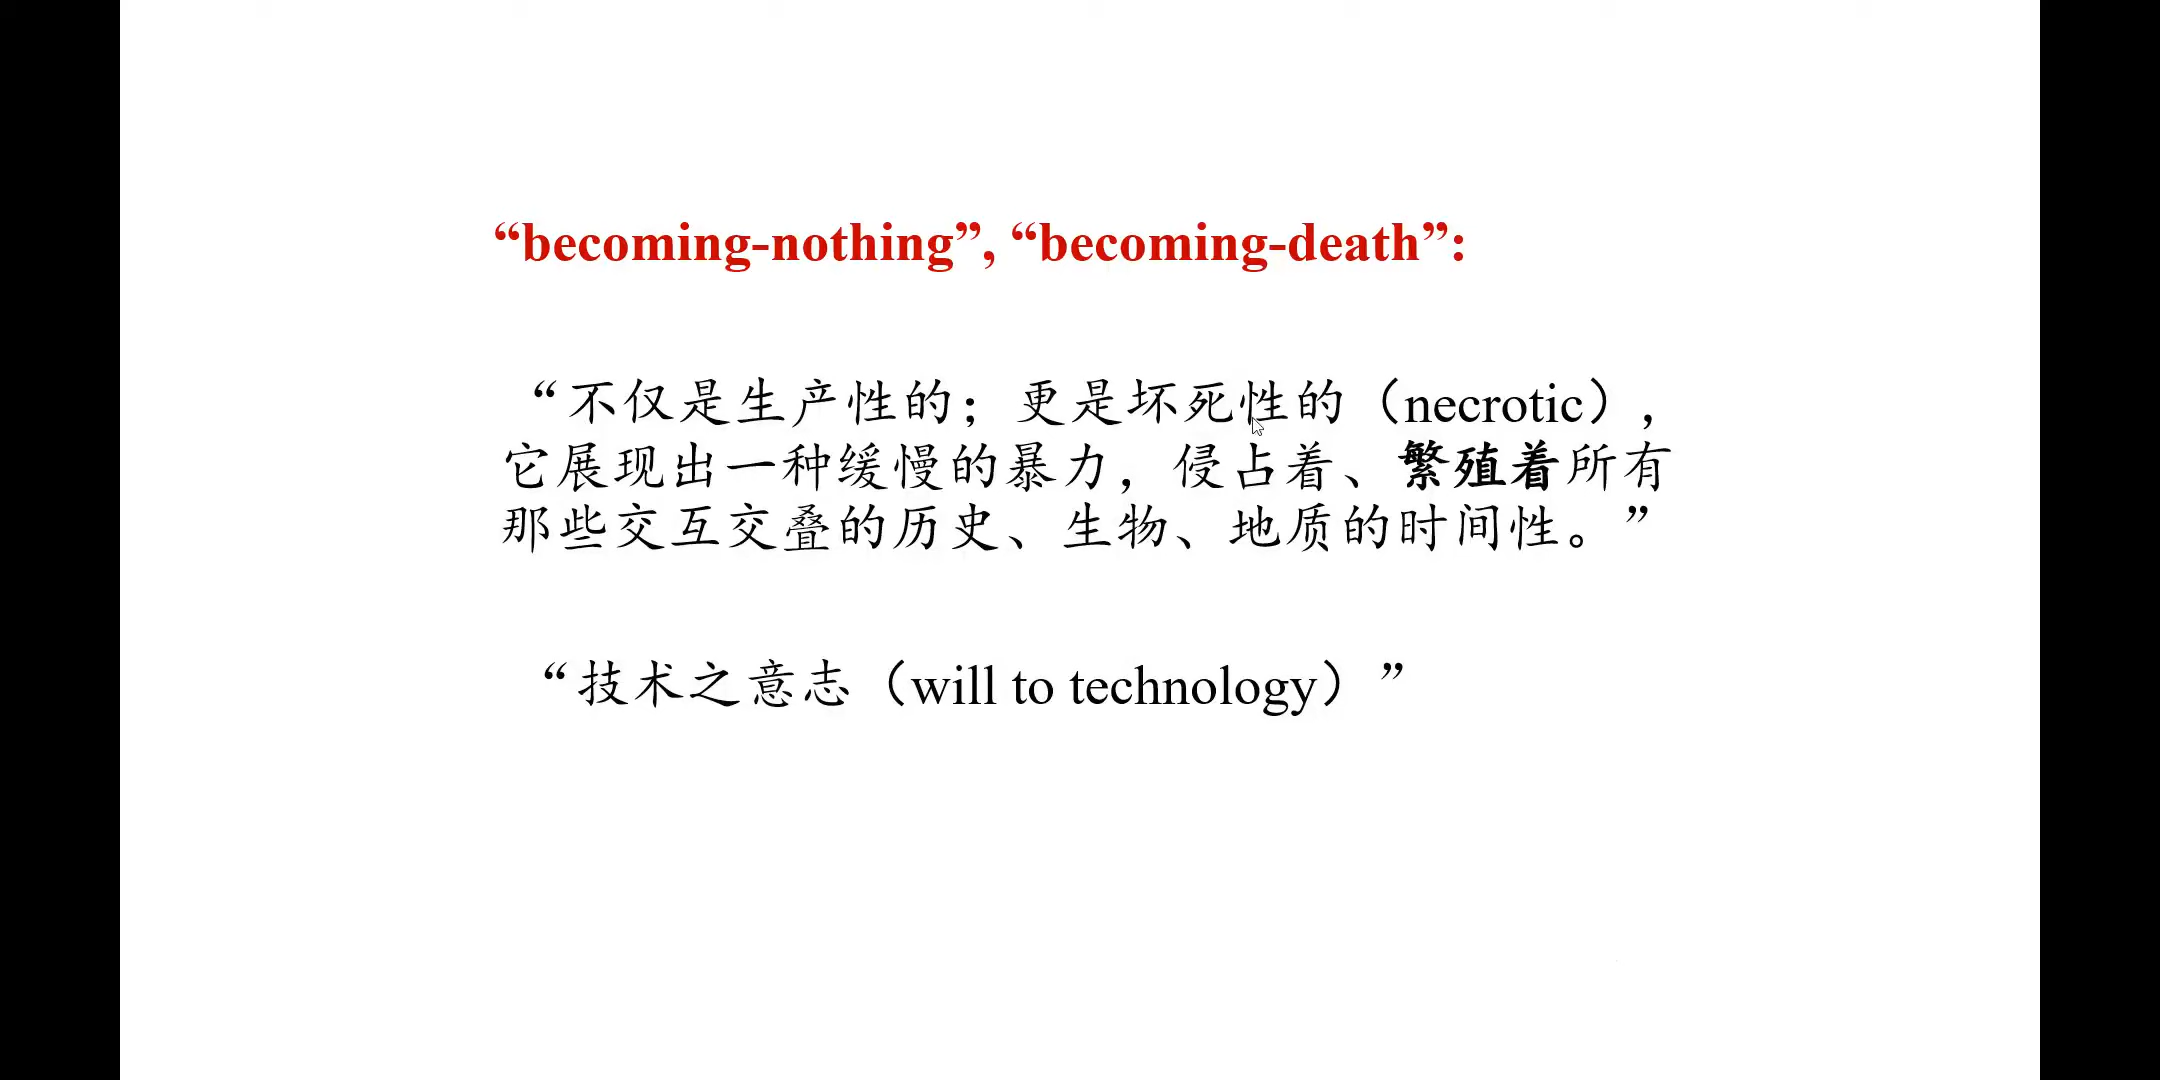 “becoming-nothing”, “becoming-death”:
“不仅是生产性的；更是坏死性的（necrotic），
它展现出一种缓慢的暴力，侵占着、繁殖着所有
那些交互交叠的历史、生物、地质的时间性。”
“技术之意志（will to technology）”